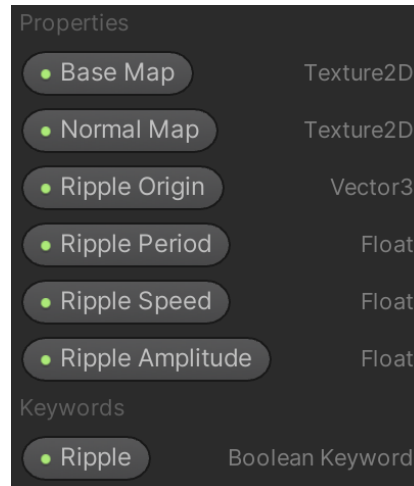 Properties
Base Map Texture2D
Normal Map Texture2D
Ripple Origin Vector3
Ripple Period Float
Ripple Speed Float
Ripple Amplitude Float
Keywords
Ripple Boolean Keyword